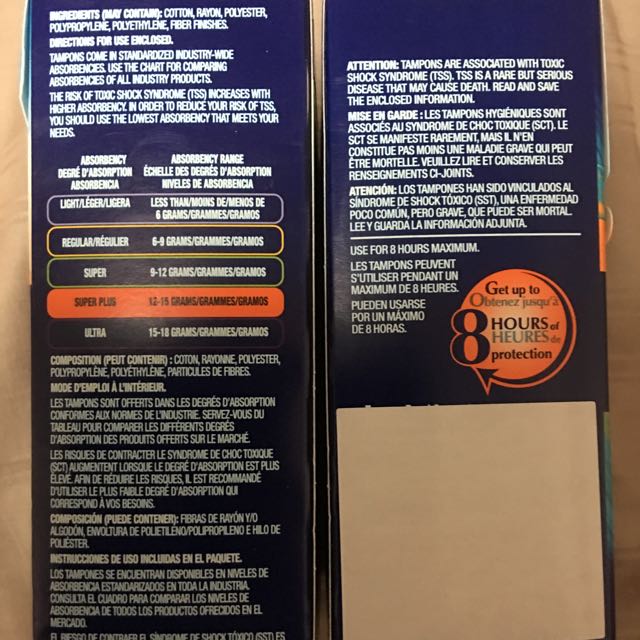 INGREDIENTS (MAY CONTAIN): COTTON, RAYON, POLYESTER,
POLYPROPYLENE, POLYETHYLENE, FIBER FINISHES.
DIRECTIONS FOR USE ENCLOSED.
TAMPONS COME IN STANDARDIZED INDUSTRY-WIDE
ABSORBENCIES. USE THE CHART FOR COMPARING
ABSORBENCIES OF ALL INDUSTRY PRODUCTS.
THE RISK OF TOXIC SHOCK SYNDROME (TSS) INCREASES WITH
HIGHER ABSORBENCY. IN ORDER TO REDUCE YOUR RISK OF TSS,
YOU SHOULD USE THE LOWEST ABSORBENCY THAT MEETS YOUR
NEEDS.
ABSORBENCY ABSORBENCY RANGE
DEGRÉ D'ABSORPTION ÉCHELLE DES DEGRÉS D'ABSORPTION
ABSORBENCIA NIVELES DE ABSORBENCIA
LIGHT/LÉGER/LIGERA LESS THAN/MOINS DE/MENOS DE
6 GRAMS/GRAMMES/GRAMOS
REGULAR/RÉGULIER 6-9 GRAMS/GRAMMES/GRAMOS
SUPER 9-12 GRAMS/GRAMMES/GRAMOS
SUPER PLUS 12-15 GRAMS/GRAMMES/GRAMOS
ULTRA 15-18 GRAMS/GRAMMES/GRAMOS
COMPOSITION (PEUT CONTENIR) : COTON, RAYONNE, POLYESTER,
POLYPROPYLÈNE, POLYÉTHYLÈNE, PARTICULES DE FIBRES.
MODE D'EMPLOI À L'INTÉRIEUR.
LES TAMPONS SONT OFFERTS DANS LES DEGRÉS D'ABSORPTION
CONFORMES AUX NORMES DE L'INDUSTRIE. SERVEZ-VOUS DU
TABLEAU POUR COMPARER LES DIFFÉRENTS DEGRÉS
D'ABSORPTION DES PRODUITS OFFERTS SUR LE MARCHÉ.
LES RISQUES DE CONTRACTER LE SYNDROME DE CHOC TOXIQUE
(SCT) AUGMENTENT LORSQUE LE DEGRÉ D'ABSORPTION EST PLUS
ÉLEVÉ. AFIN DE RÉDUIRE LES RISQUES, IL EST RECOMMANDÉ
D'UTILISER LE PLUS FAIBLE DEGRÉ D'ABSORPTION QUI
CORRESPOND À VOS BESOINS.
COMPOSICIÓN (PUEDE CONTENER): FIBRAS DE RAYÓN Y/O
ALGODÓN, ENVOLTURA DE POLIETILENO/POLIPROPILENO E HILO DE
POLIÉSTER.
INSTRUCCIONES DE USO INCLUIDAS EN EL PAQUETE.
LOS TAMPONES SE ENCUENTRAN DISPONIBLES EN NIVELES DE
ABSORBENCIA ESTANDARIZADOS EN TODA LA INDUSTRIA.
CONSULTA EL CUADRO PARA COMPARAR LOS NIVELES DE
ABSORBENCIA DE TODOS LOS PRODUCTOS OFRECIDOS EN EL
MERCADO.
EL RIESGO DE CONTRAER EL SÍNDROME DE SHOCK TÓXICO (SST) ES
ATTENTION: TAMPONS ARE ASSOCIATED WITH TOXIC
SHOCK SYNDROME (TSS). TSS IS A RARE BUT SERIOUS
DISEASE THAT MAY CAUSE DEATH. READ AND SAVE
THE ENCLOSED INFORMATION.
MISE EN GARDE : LES TAMPONS HYGIÉNIQUES SONT
ASSOCIÉS AU SYNDROME DE CHOC TOXIQUE (SCT). LE
SCT SE MANIFESTE RAREMENT, MAIS IL N'EN
CONSTITUE PAS MOINS UNE MALADIE GRAVE QUI PEUT
ÊTRE MORTELLE. VEUILLEZ LIRE ET CONSERVER LES
RENSEIGNEMENTS CI-JOINTS.
ATENCIÓN: LOS TAMPONES HAN SIDO VINCULADOS AL
SÍNDROME DE SHOCK TÓXICO (SST), UNA ENFERMEDAD
POCO COMÚN, PERO GRAVE, QUE PUEDE SER MORTAL.
LEE Y GUARDA LA INFORMACIÓN ADJUNTA.
USE FOR 8 HOURS MAXIMUM.
LES TAMPONS PEUVENT
S'UTILISER PENDANT UN
MAXIMUM DE 8 HEURES.
PUEDEN USARSE
POR UN MÁXIMO
DE 8 HORAS.
Get up to
Obtenez jusqu'à
8 HOURS of
HEURES de
protection